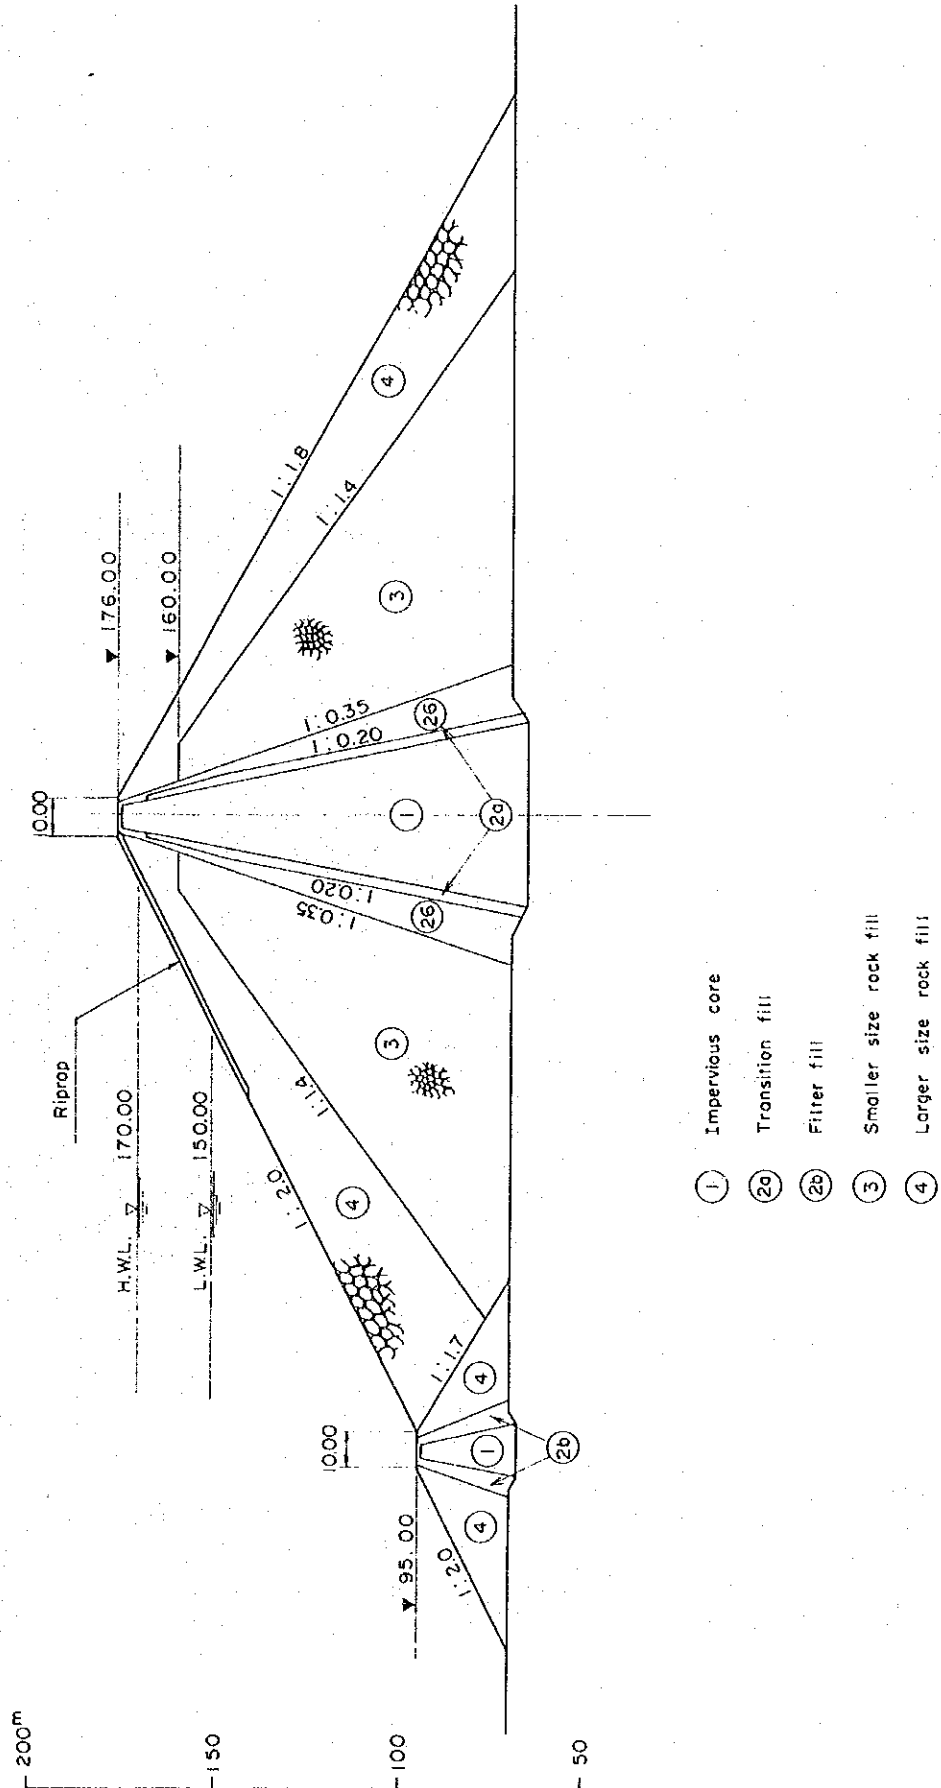 200m
150
100
50
Riprap
H.W.L. 170.00
L.W.L. 150.00
10.00
176.00
160.00
1:2.0
1:1.4
1:1.8
1:1.4
1:0.35
1:0.20
1:0.20
1:0.35
4
3
26
1
26
3
4
2a
95.00
10.00
1:2.0
1:1.7
4
1
4
2b
1 Impervious core
2a Transition fill
2b Filter fill
3 Smaller size rock fill
4 Larger size rock fill